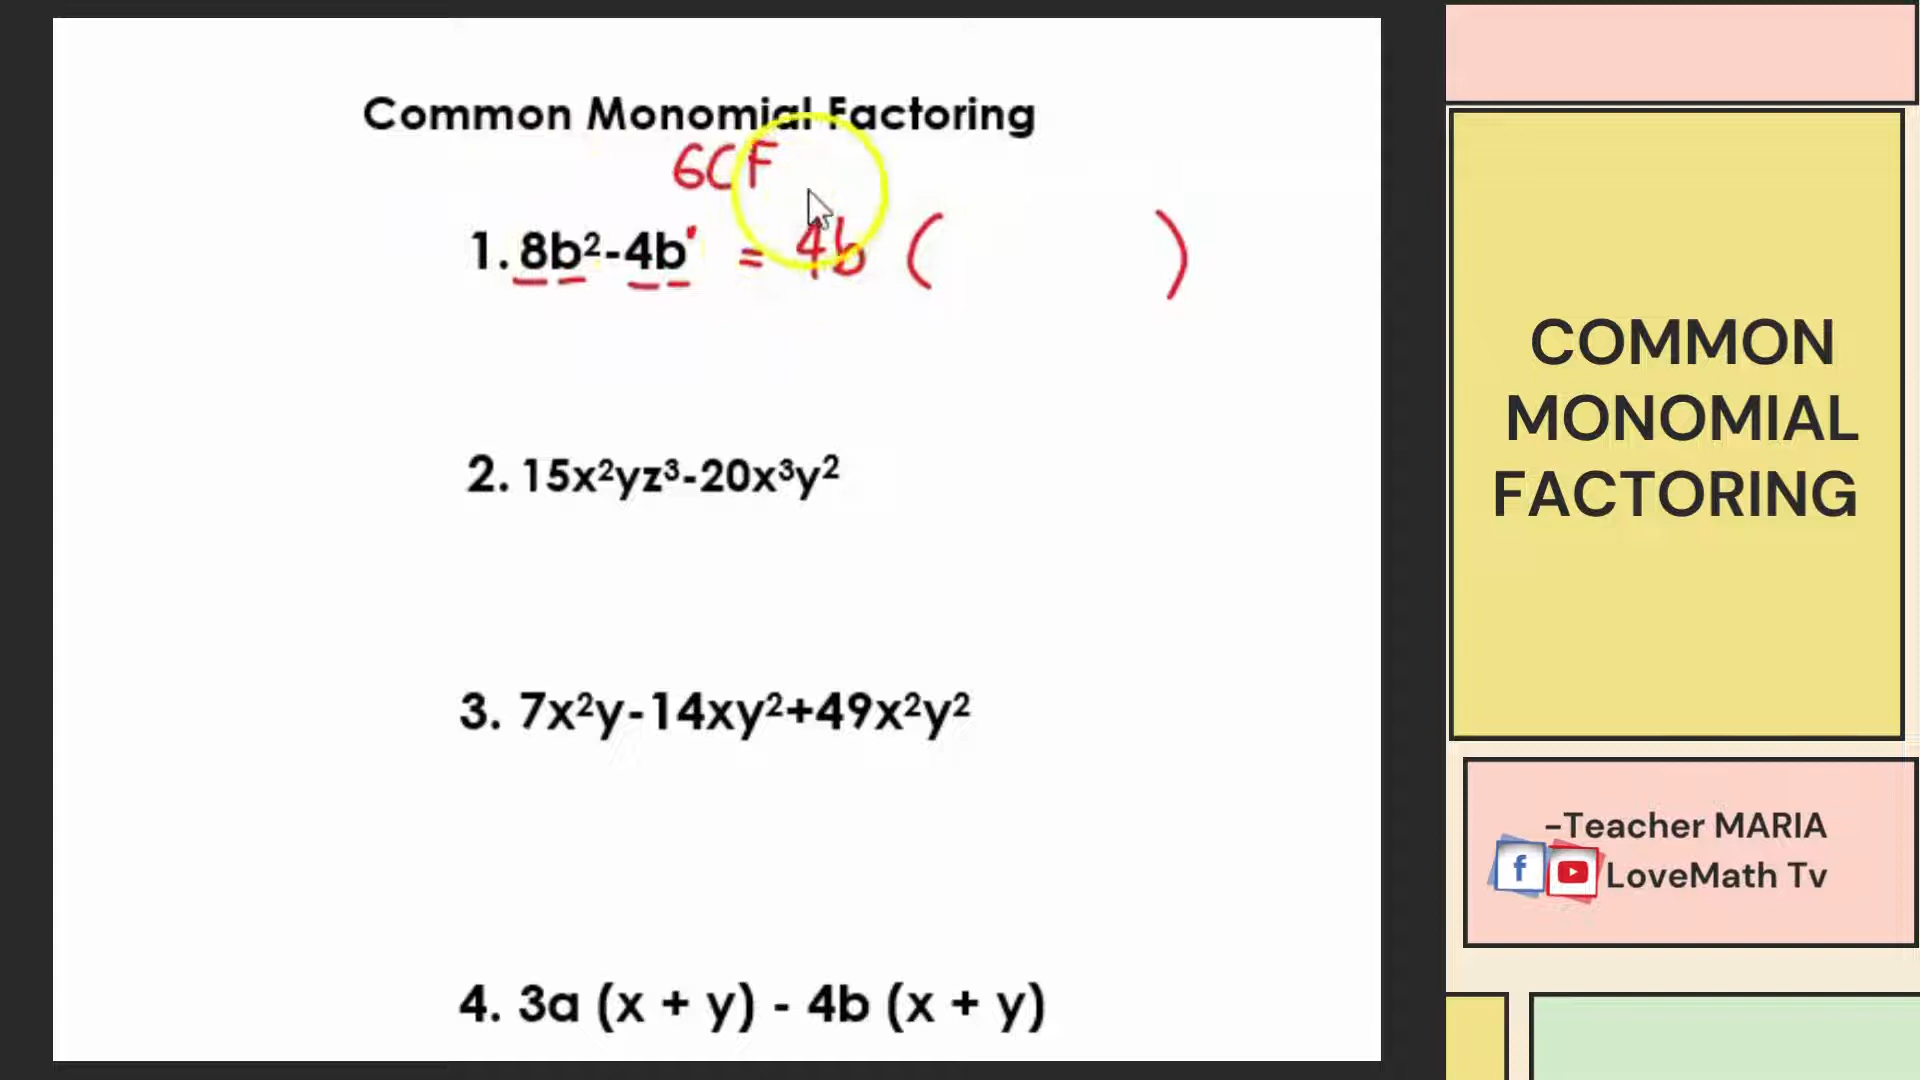 Common Monomial Factoring
GCF
1. 8b²-4b' = 4b (         )
2. 15x²yz³-20x³y²
3. 7x²y-14xy²+49x²y²
4. 3a (x + y) - 4b (x + y)
COMMON
MONOMIAL
FACTORING
-Teacher MARIA
f
LoveMath Tv